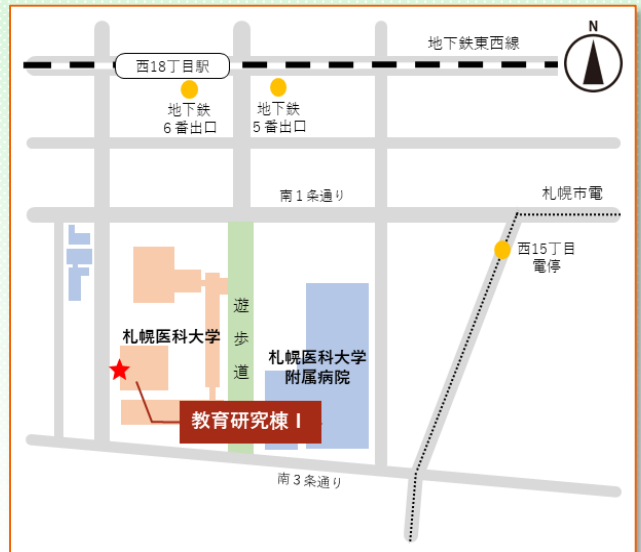 N
地下鉄東西線
西18丁目駅
地下鉄
6番出口
地下鉄
5番出口
札幌市電
南1条通り
西15丁目
電停
遊
歩
道
札幌医科大学
札幌医科大学
附属病院
教育研究棟Ⅰ
南3条通り